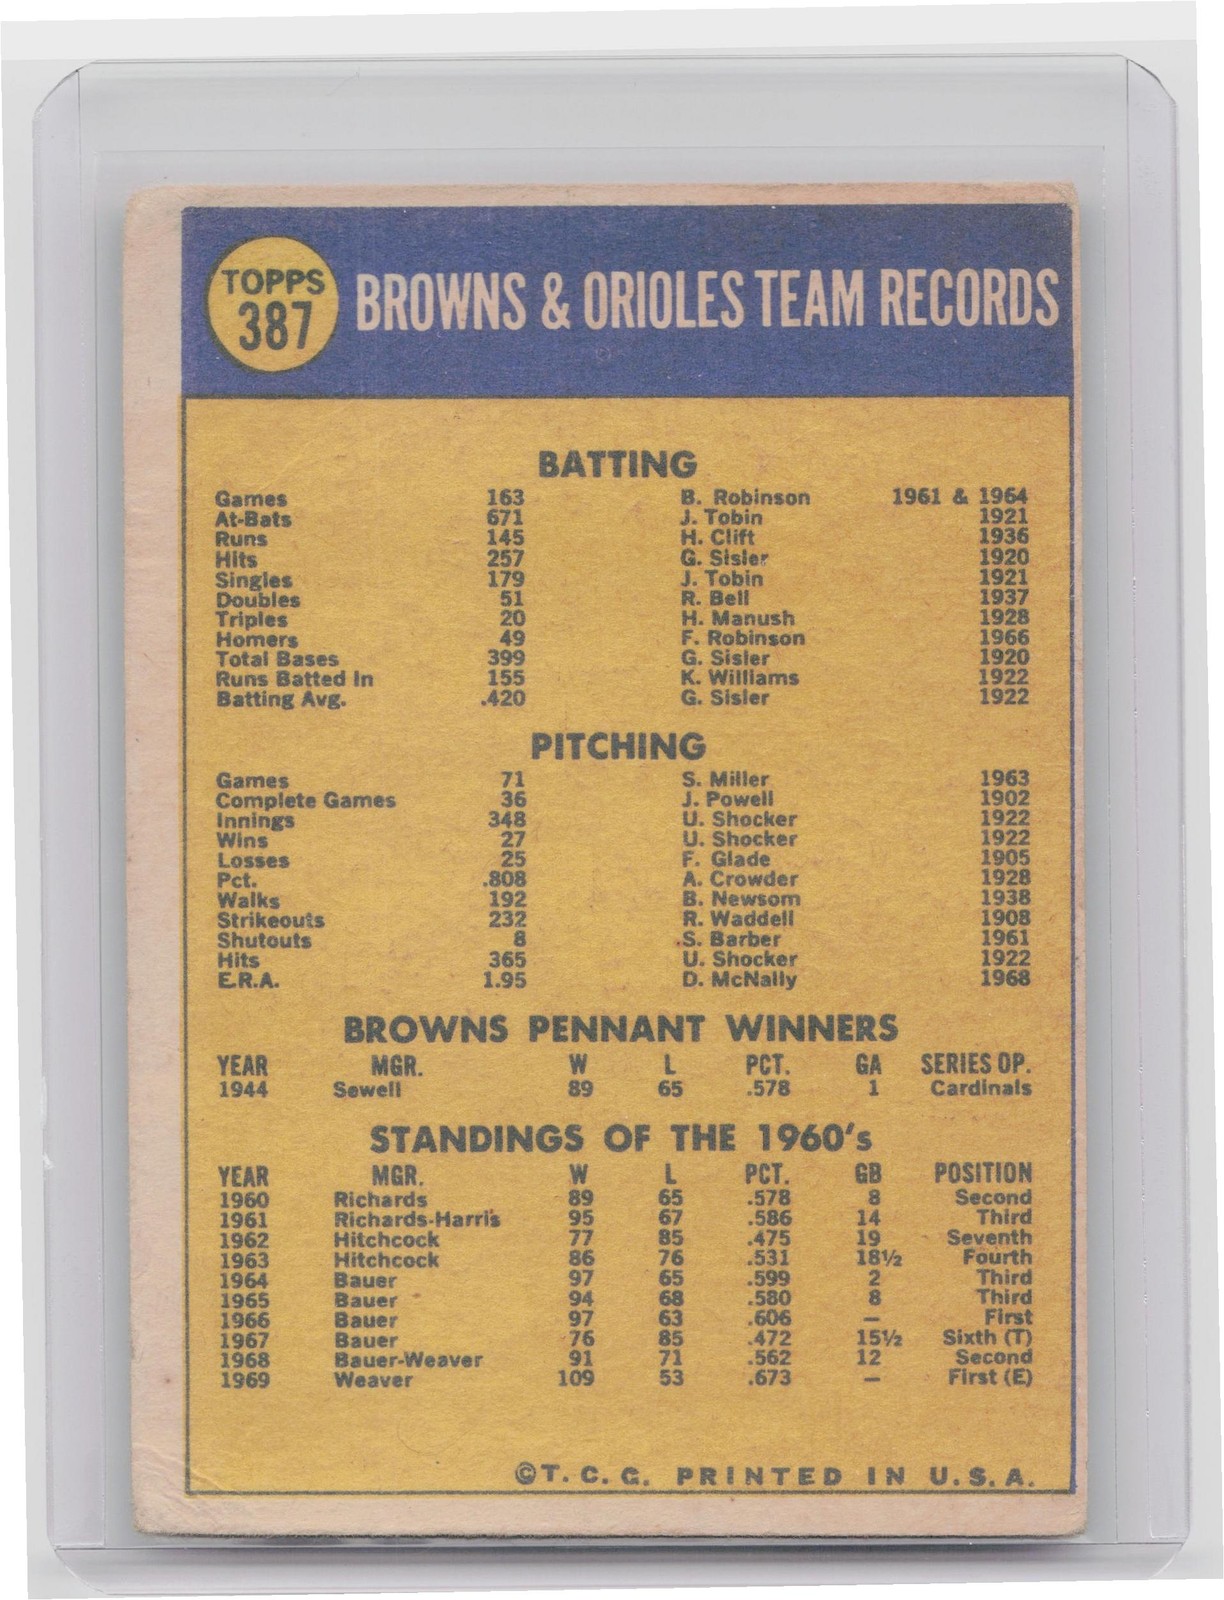 TOPPS
387
BROWNS & ORIOLES TEAM RECORDS
BATTING
Games 163 B. Robinson 1961 & 1964
At-Bats 671 J. Tobin 1921
Runs 145 H. Clift 1936
Hits 257 G. Sisler 1920
Singles 179 J. Tobin 1921
Doubles 51 R. Bell 1937
Triples 20 H. Manush 1928
Homers 49 F. Robinson 1966
Total Bases 399 G. Sisler 1920
Runs Batted In 155 K. Williams 1922
Batting Avg. .420 G. Sisler 1922
PITCHING
Games 71 S. Miller 1963
Complete Games 36 J. Powell 1902
Innings 348 U. Shocker 1922
Wins 27 U. Shocker 1922
Losses 25 F. Glade 1905
Pct. .808 A. Crowder 1928
Walks 192 B. Newsom 1938
Strikeouts 232 R. Waddell 1908
Shutouts 8 S. Barber 1961
Hits 365 U. Shocker 1922
E.R.A. 1.95 D. McNally 1968
BROWNS PENNANT WINNERS
YEAR MGR. W L PCT. GA SERIES OP.
1944 Sewell 89 65 .578 1 Cardinals
STANDINGS OF THE 1960's
YEAR MGR. W L PCT. GB POSITION
1960 Richards 89 65 .578 8 Second
1961 Richards-Harris 95 67 .586 14 Third
1962 Hitchcock 77 85 .475 19 Seventh
1963 Hitchcock 86 76 .531 18½ Fourth
1964 Bauer 97 65 .599 2 Third
1965 Bauer 94 68 .580 8 Third
1966 Bauer 97 63 .606 — First
1967 Bauer 76 85 .472 15½ Sixth (T)
1968 Bauer-Weaver 91 71 .562 12 Second
1969 Weaver 109 53 .673 — First (E)
©T. C. G. PRINTED IN U.S.A.